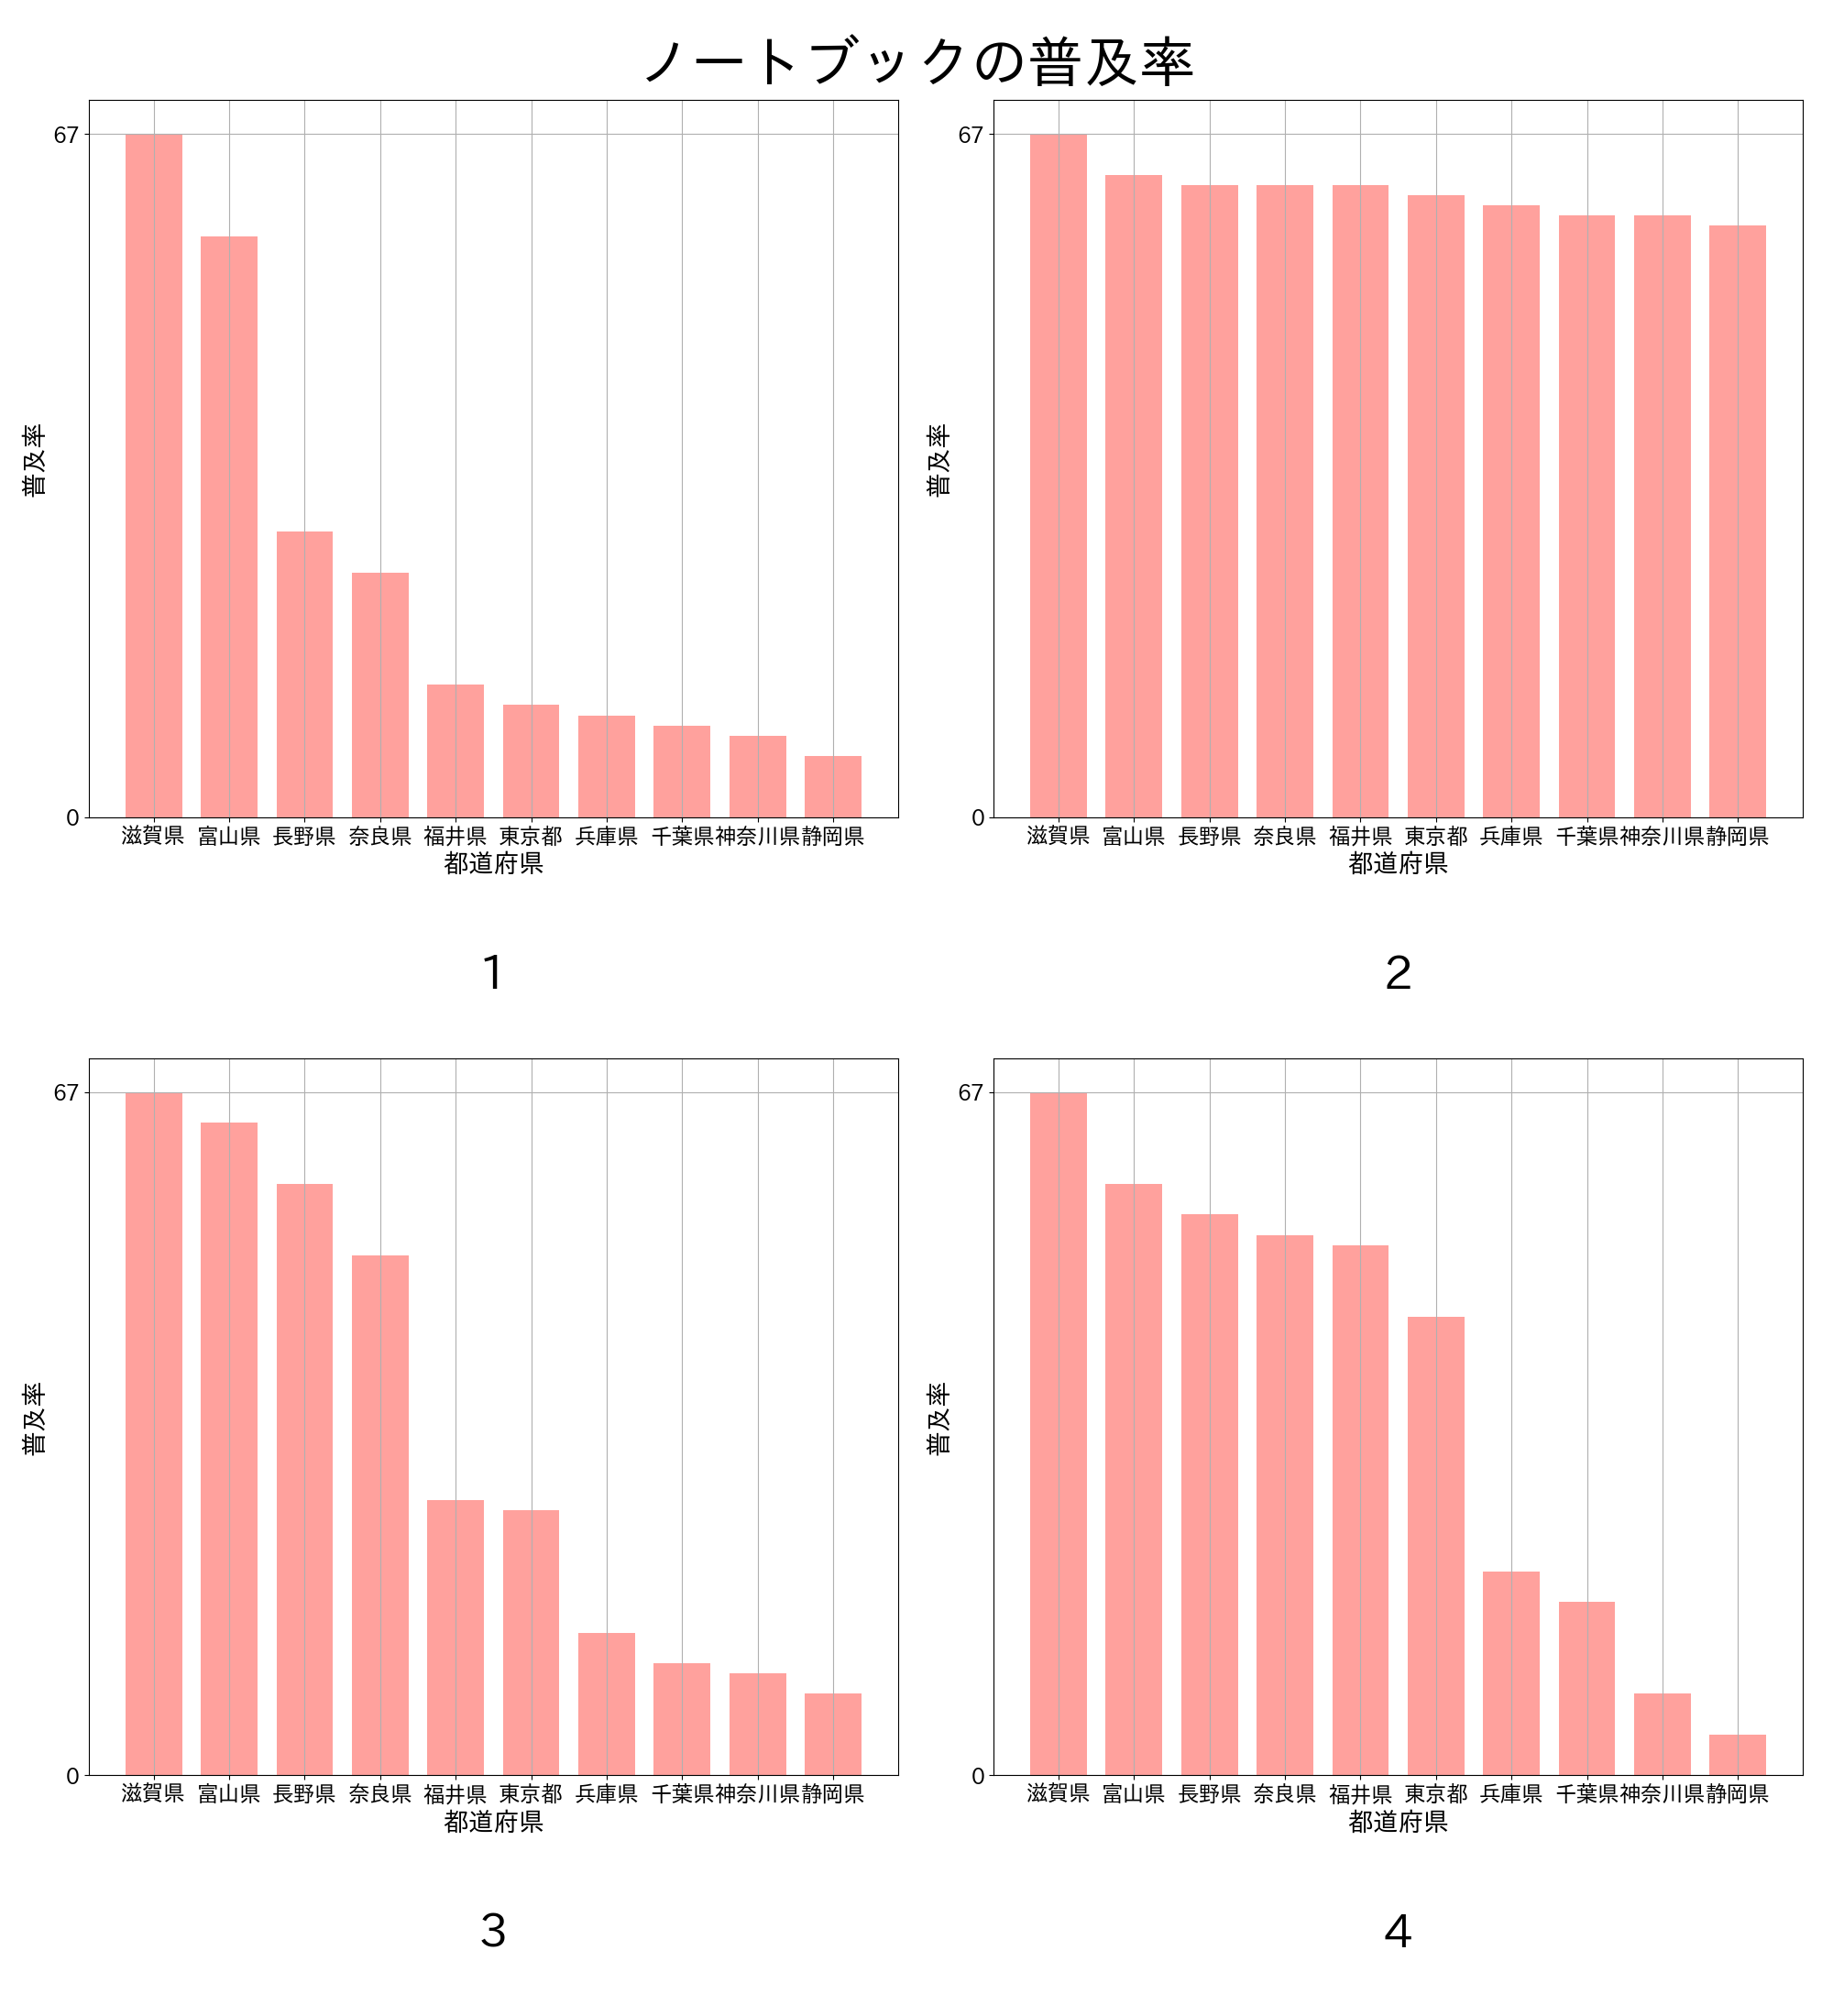 ノートブックの普及率
67
0
普及率
滋賀県 富山県 長野県 奈良県 福井県 東京都 兵庫県 千葉県 神奈川県 静岡県
都道府県
1
67
0
普及率
滋賀県 富山県 長野県 奈良県 福井県 東京都 兵庫県 千葉県 神奈川県 静岡県
都道府県
2
67
0
普及率
滋賀県 富山県 長野県 奈良県 福井県 東京都 兵庫県 千葉県 神奈川県 静岡県
都道府県
3
67
0
普及率
滋賀県 富山県 長野県 奈良県 福井県 東京都 兵庫県 千葉県 神奈川県 静岡県
都道府県
4